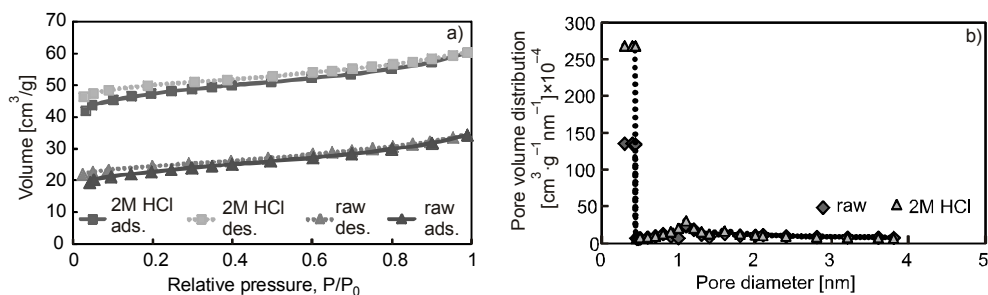 a)
Volume [cm³/g]
70
60
50
40
30
20
10
0
2M HCl ads.
2M HCl des.
raw des.
raw ads.
0 0.2 0.4 0.6 0.8 1
Relative pressure, P/P₀
b)
Pore volume distribution
[cm³·g⁻¹ nm⁻¹]×10⁻⁴
300
250
200
150
100
50
0
raw 2M HCl
0 1 2 3 4 5
Pore diameter [nm]